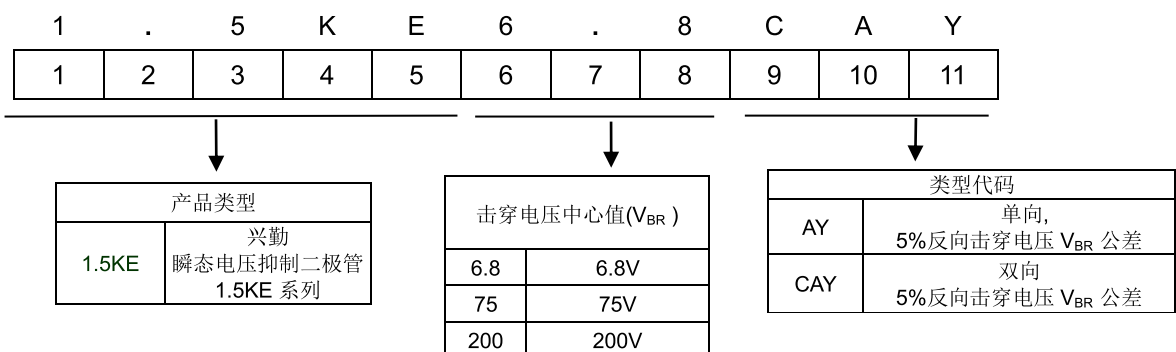 1 . 5 K E 6 . 8 C A Y
1 2 3 4 5 6 7 8 9 10 11
产品类型
1.5KE
兴勤
瞬态电压抑制二极管
1.5KE 系列
击穿电压中心值(VBR )
6.8 6.8V
75 75V
200 200V
类型代码
AY
单向,
5%反向击穿电压 VBR 公差
CAY
双向
5%反向击穿电压 VBR 公差